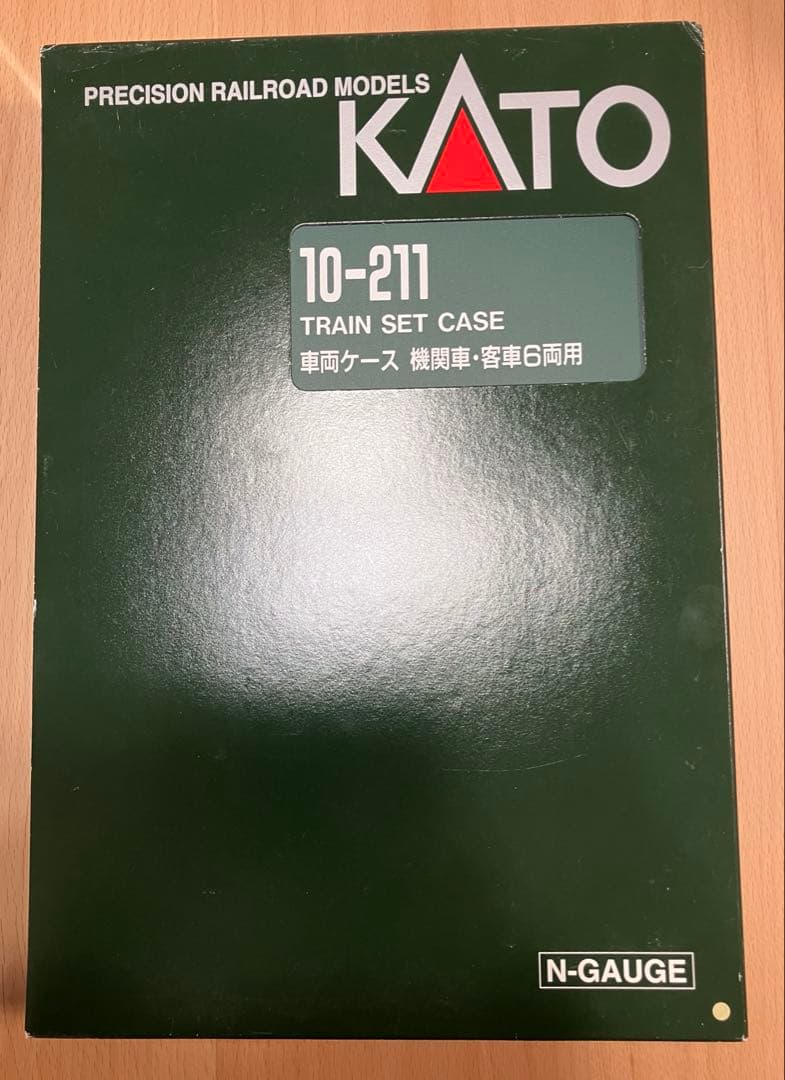 PRECISION RAILROAD MODELS
KATO
10-211
TRAIN SET CASE
車両ケース 機関車・客車6両用
N-GAUGE